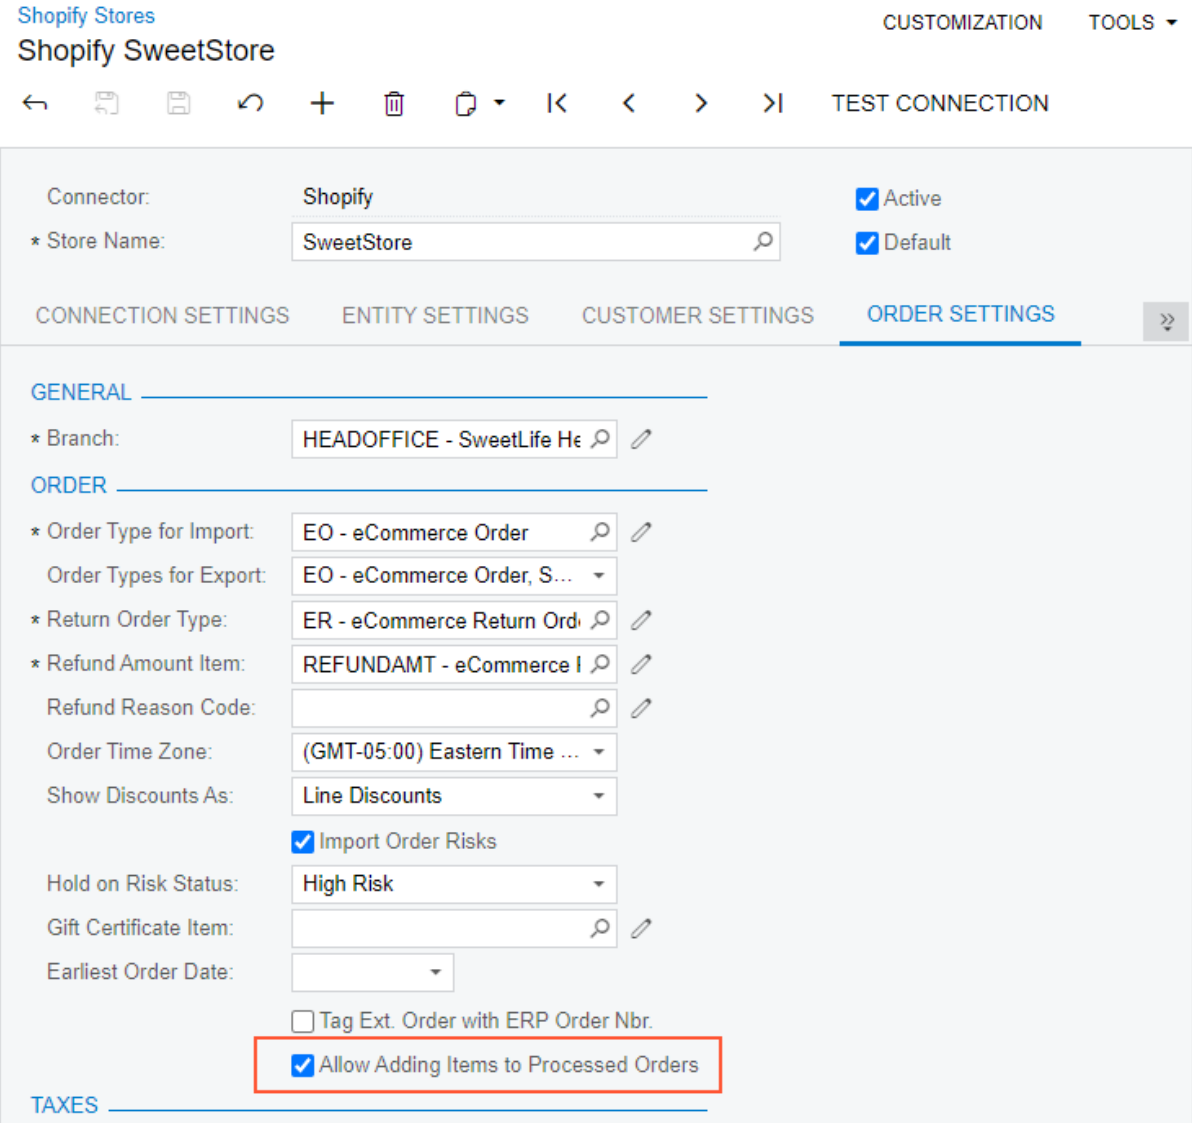 Shopify Stores
CUSTOMIZATION TOOLS
Shopify SweetStore
TEST CONNECTION
Connector: Shopify Active
* Store Name: SweetStore Default
CONNECTION SETTINGS ENTITY SETTINGS CUSTOMER SETTINGS ORDER SETTINGS
GENERAL
* Branch: HEADOFFICE - SweetLife He
ORDER
* Order Type for Import: EO - eCommerce Order
Order Types for Export: EO - eCommerce Order, S...
* Return Order Type: ER - eCommerce Return Ord
* Refund Amount Item: REFUNDAMT - eCommerce
Refund Reason Code:
Order Time Zone: (GMT-05:00) Eastern Time ...
Show Discounts As: Line Discounts
Import Order Risks
Hold on Risk Status: High Risk
Gift Certificate Item:
Earliest Order Date:
Tag Ext. Order with ERP Order Nbr.
Allow Adding Items to Processed Orders
TAXES